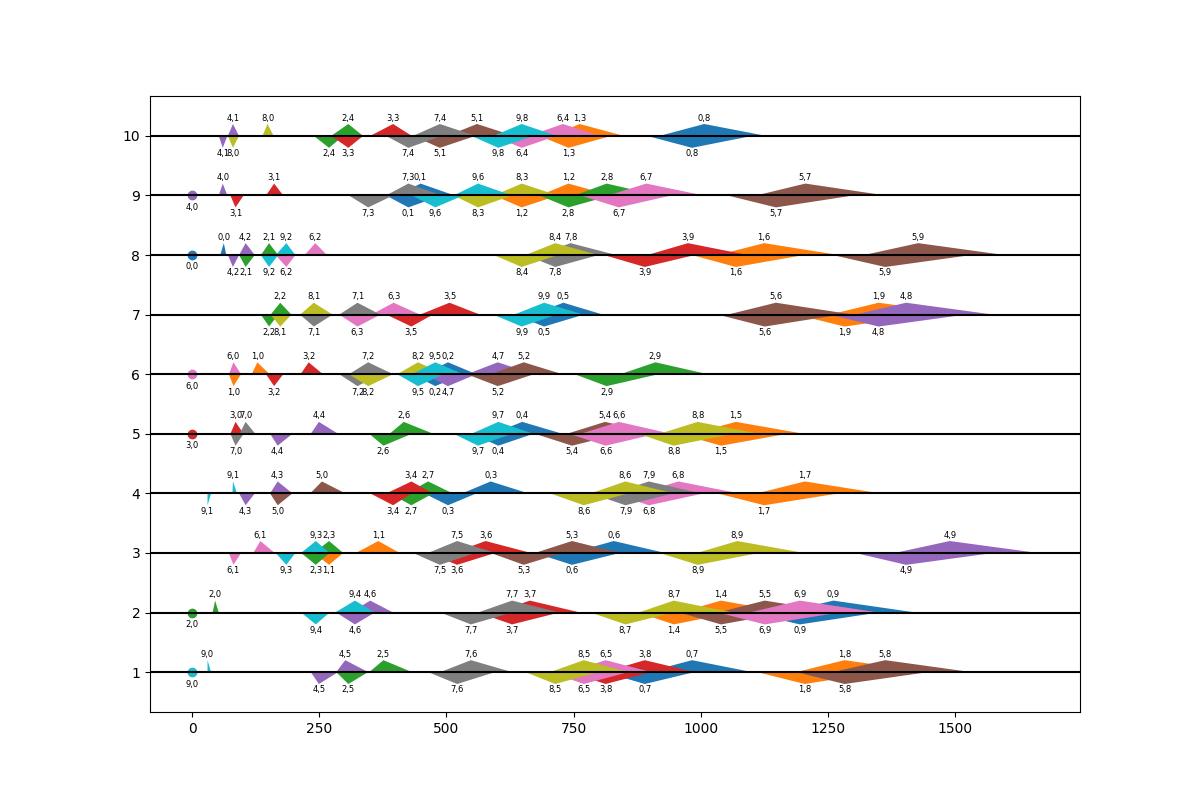 4,1 8,0 2,4 3,3 7,4 5,1 9,8 6,4 1,3 0,8
10
4,1 8,0 2,4 3,3 7,4 5,1 9,8 6,4 1,3 0,8
4,0 3,1 7,3 0,1 9,6 8,3 1,2 2,8 6,7 5,7
9
4,0 3,1 7,3 0,1 9,6 8,3 1,2 2,8 6,7 5,7
0,0 4,2 2,1 9,2 6,2 8,4 7,8 3,9 1,6 5,9
8
0,0 4,2 2,1 9,2 6,2 8,4 7,8 3,9 1,6 5,9
2,2 8,1 7,1 6,3 3,5 9,9 0,5 5,6 1,9 4,8
7
2,2 8,1 7,1 6,3 3,5 9,9 0,5 5,6 1,9 4,8
6,0 1,0 3,2 7,2 8,2 9,5 0,2 4,7 5,2 2,9
6
6,0 1,0 3,2 7,2 8,2 9,5 0,2 4,7 5,2 2,9
3,0 7,0 4,4 2,6 9,7 0,4 5,4 6,6 8,8 1,5
5
3,0 7,0 4,4 2,6 9,7 0,4 5,4 6,6 8,8 1,5
9,1 4,3 5,0 3,4 2,7 0,3 8,6 7,9 6,8 1,7
4
9,1 4,3 5,0 3,4 2,7 0,3 8,6 7,9 6,8 1,7
6,1 9,3 2,3 1,1 7,5 3,6 5,3 0,6 8,9 4,9
3
6,1 9,3 2,3 1,1 7,5 3,6 5,3 0,6 8,9 4,9
2,0 9,4 4,6 7,7 3,7 8,7 1,4 5,5 6,9 0,9
2
2,0 9,4 4,6 7,7 3,7 8,7 1,4 5,5 6,9 0,9
9,0 4,5 2,5 7,6 8,5 6,5 3,8 0,7 1,8 5,8
1
9,0 4,5 2,5 7,6 8,5 6,5 3,8 0,7 1,8 5,8
0 250 500 750 1000 1250 1500